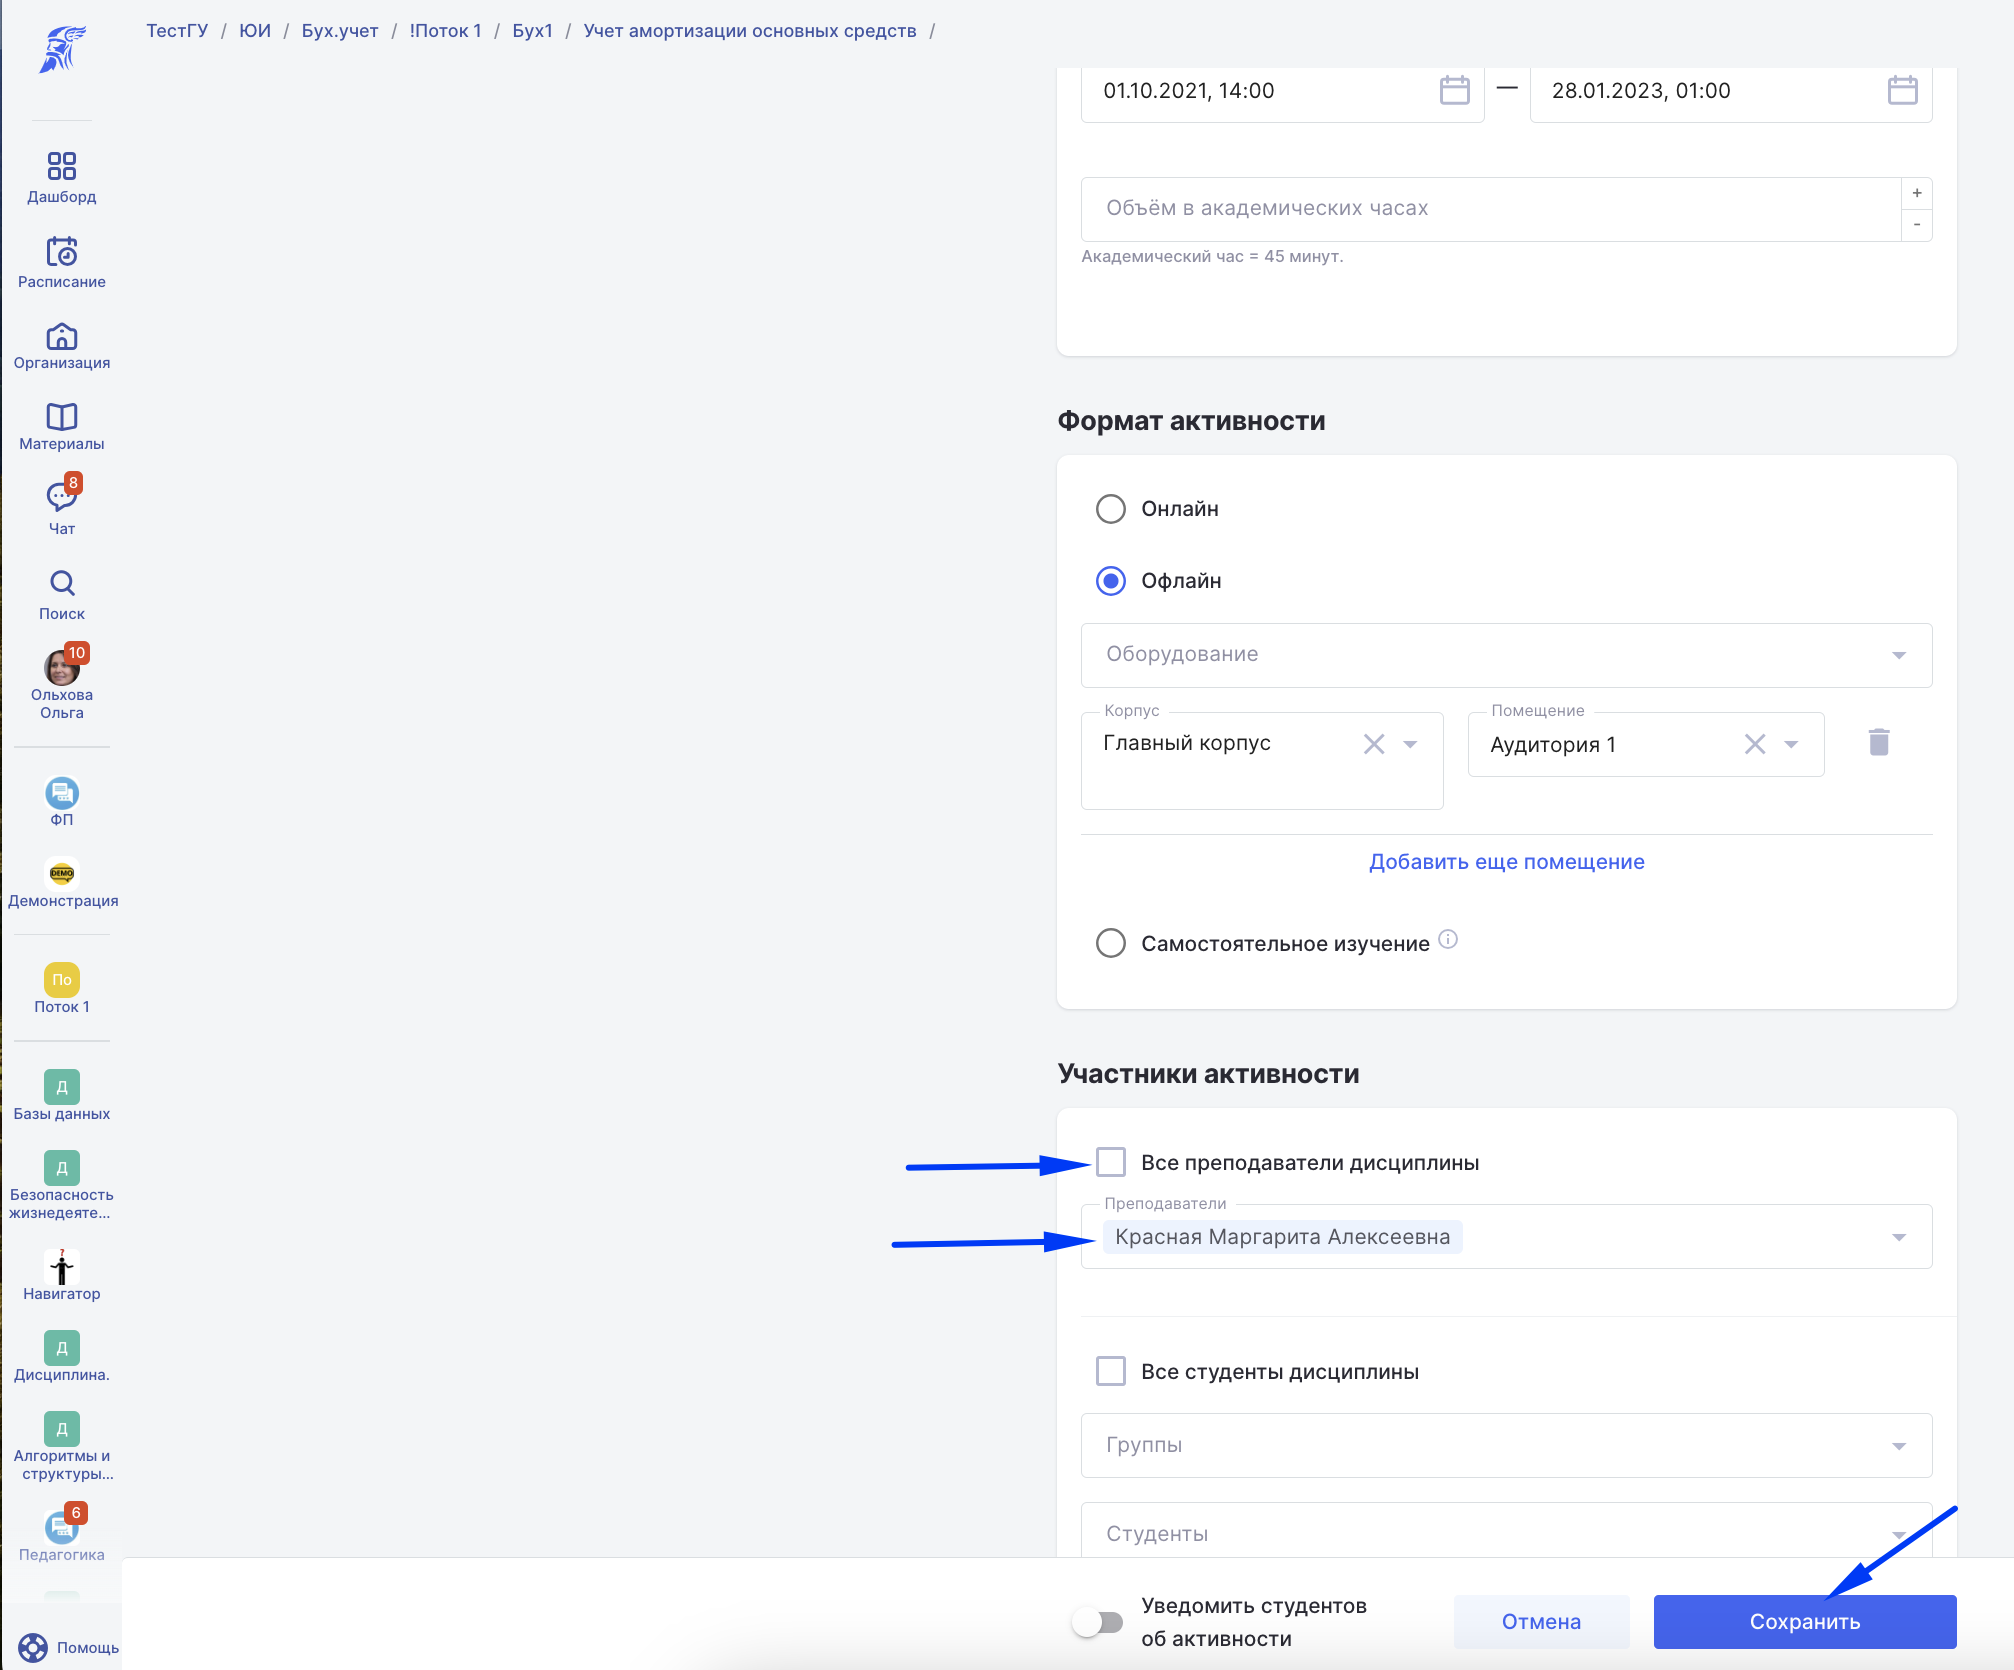 ТестГУ / ЮИ / Бух.учет / !Поток 1 / Бух1 / Учет амортизации основных средств /
Дашборд
Расписание
Организация
Материалы
8
Чат
Поиск
10
Ольхова
Ольга
ФП
DEMO
Демонстрация
По
Поток 1
Д
Базы данных
Д
Безопасность
жизнедеяте...
?
Навигатор
Д
Дисциплина.
Д
Алгоритмы и
структуры...
6
Педагогика
Помощь
01.10.2021, 14:00 — 28.01.2023, 01:00
Объём в академических часах
+
-
Академический час = 45 минут.
Формат активности
Онлайн
Офлайн
Оборудование
Корпус
Главный корпус
Помещение
Аудитория 1
Добавить еще помещение
Самостоятельное изучение
Участники активности
Все преподаватели дисциплины
Преподаватели
Красная Маргарита Алексеевна
Все студенты дисциплины
Группы
Студенты
Уведомить студентов
об активности
Отмена
Сохранить